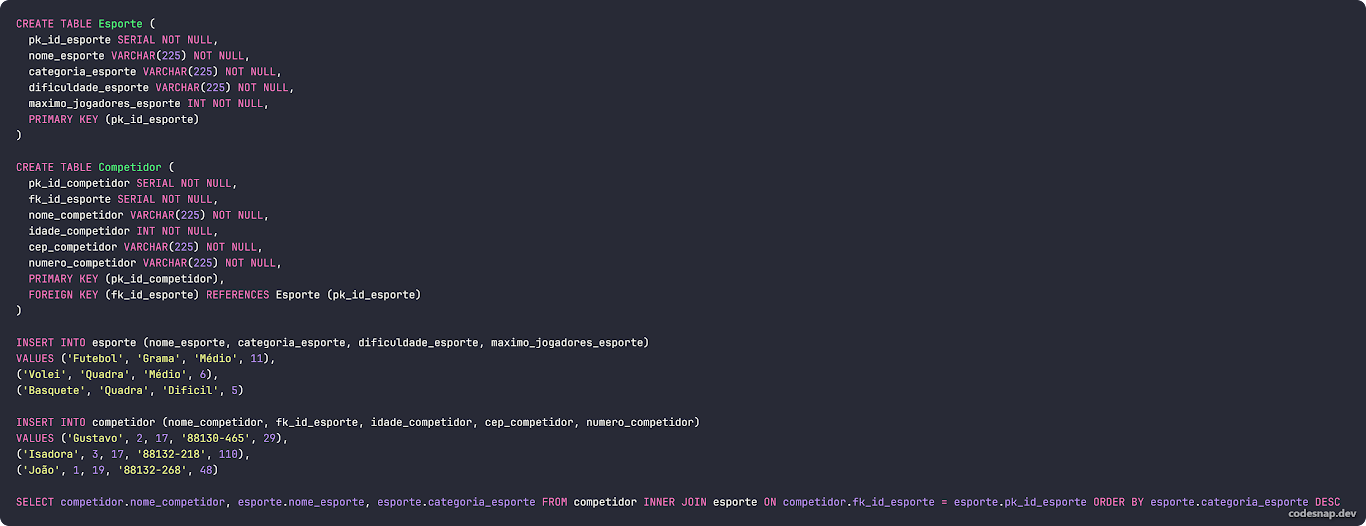 CREATE TABLE Esporte (
  pk_id_esporte SERIAL NOT NULL,
  nome_esporte VARCHAR(225) NOT NULL,
  categoria_esporte VARCHAR(225) NOT NULL,
  dificuldade_esporte VARCHAR(225) NOT NULL,
  maximo_jogadores_esporte INT NOT NULL,
  PRIMARY KEY (pk_id_esporte)
)

CREATE TABLE Competidor (
  pk_id_competidor SERIAL NOT NULL,
  fk_id_esporte SERIAL NOT NULL,
  nome_competidor VARCHAR(225) NOT NULL,
  idade_competidor INT NOT NULL,
  cep_competidor VARCHAR(225) NOT NULL,
  numero_competidor VARCHAR(225) NOT NULL,
  PRIMARY KEY (pk_id_competidor),
  FOREIGN KEY (fk_id_esporte) REFERENCES Esporte (pk_id_esporte)
)

INSERT INTO esporte (nome_esporte, categoria_esporte, dificuldade_esporte, maximo_jogadores_esporte)
VALUES ('Futebol', 'Grama', 'Médio', 11),
('Volei', 'Quadra', 'Médio', 6),
('Basquete', 'Quadra', 'Dificil', 5)

INSERT INTO competidor (nome_competidor, fk_id_esporte, idade_competidor, cep_competidor, numero_competidor)
VALUES ('Gustavo', 2, 17, '88130-465', 29),
('Isadora', 3, 17, '88132-218', 110),
('João', 1, 19, '88132-268', 48)

SELECT competidor.nome_competidor, esporte.nome_esporte, esporte.categoria_esporte FROM competidor INNER JOIN esporte ON competidor.fk_id_esporte = esporte.pk_id_esporte ORDER BY esporte.categoria_esporte DESC
codesnap.dev